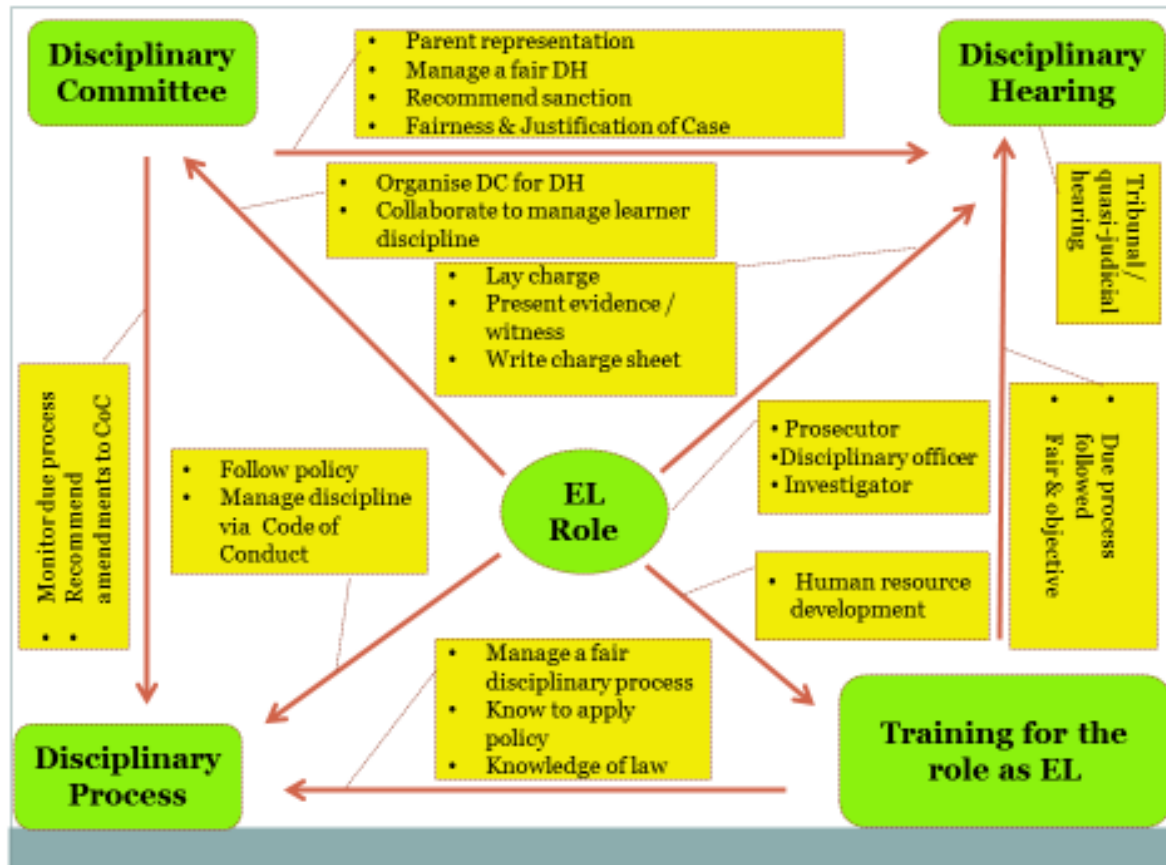 Disciplinary
Committee
• Parent representation
• Manage a fair DH
• Recommend sanction
• Fairness & Justification of Case
Disciplinary
Hearing
• Organise DC for DH
• Collaborate to manage learner
discipline
Tribunal/
quasi-judicial
hearing
• Lay charge
• Present evidence /
witness
• Write charge sheet
• Monitor due process
• Recommend
amendments to CoC
• Follow policy
• Manage discipline
via Code of
Conduct
EL
Role
• Prosecutor
•Disciplinary officer
• Investigator
• Due process
followed
• Fair & objective
• Human resource
development
• Manage a fair
disciplinary process
• Know to apply
policy
• Knowledge of law
Disciplinary
Process
Training for the
role as EL